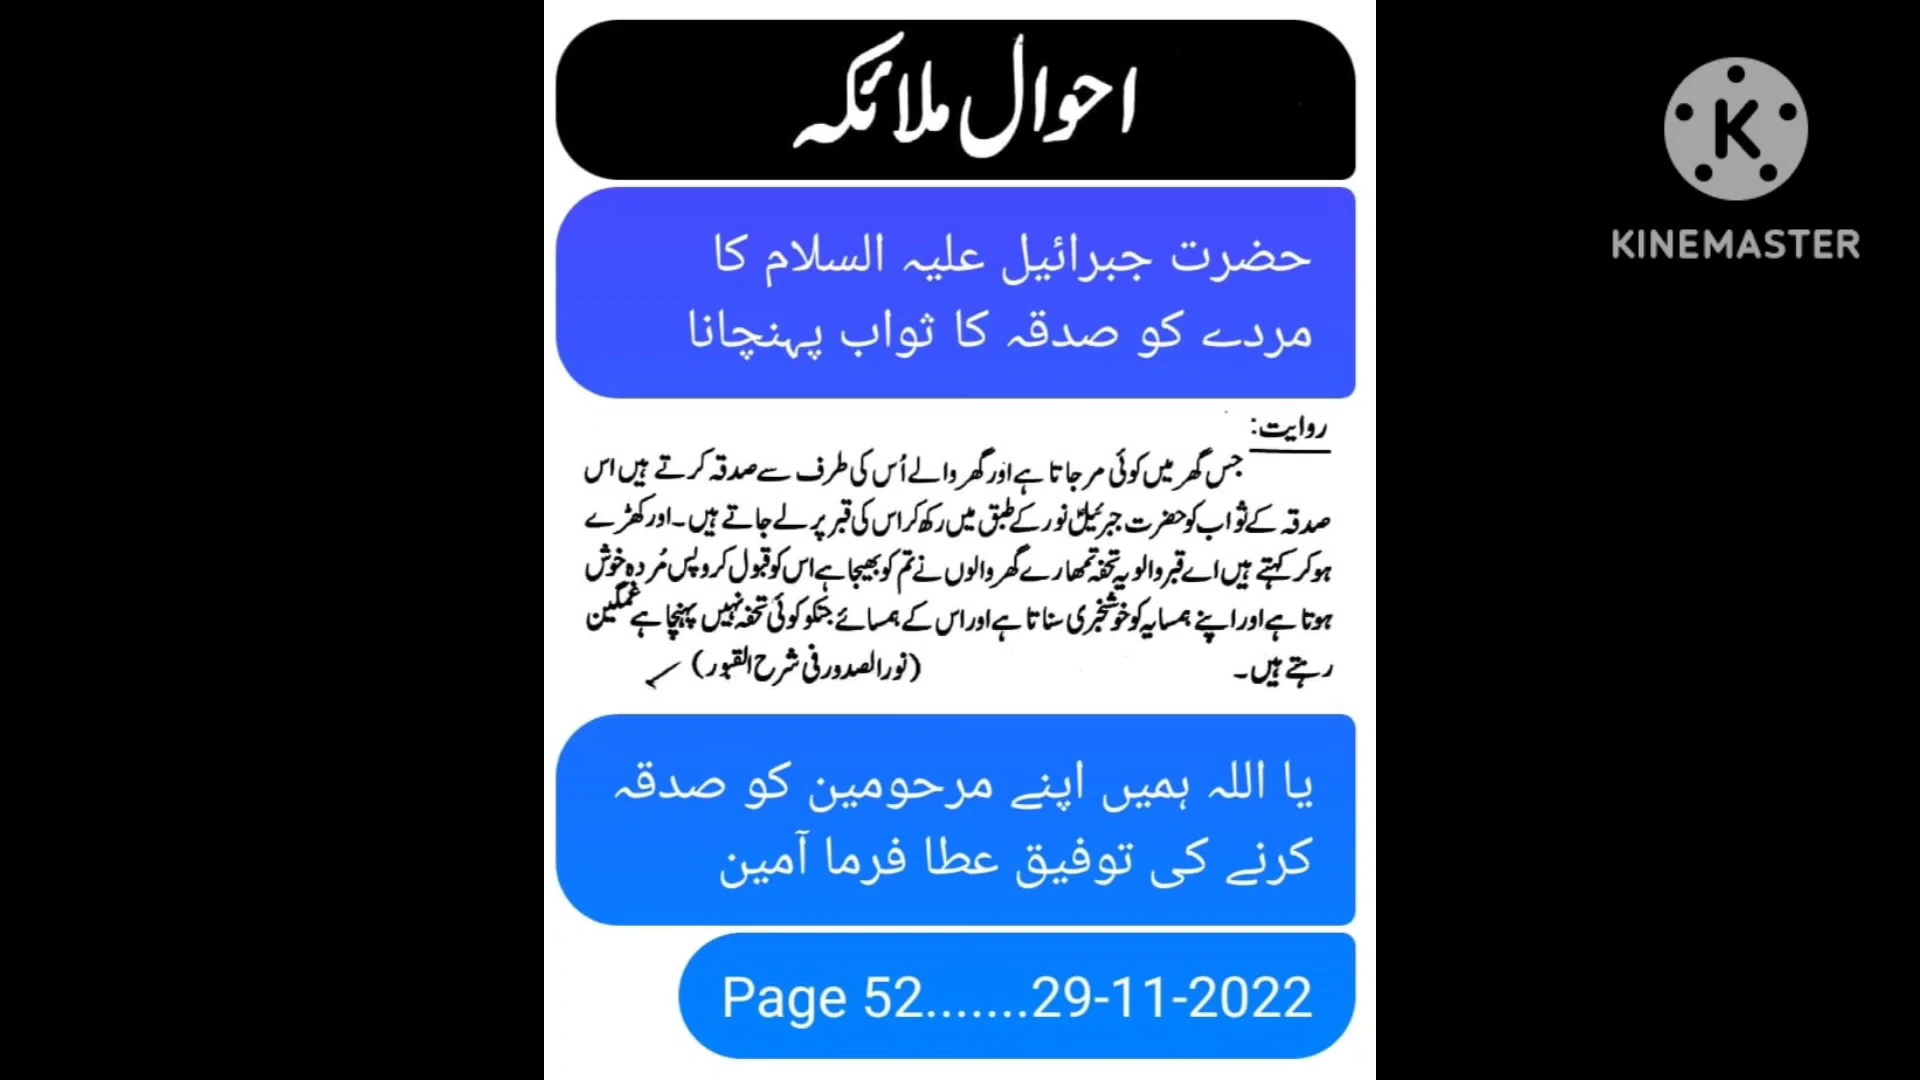 احوال ملائکہ
KINEMASTER
حضرت جبرائیل علیہ السلام کا
مردے کو صدقہ کا ثواب پہنچانا
روایت:
جس گھر میں کوئی مر جاتا ہے اور گھر والے اُس کی طرف سے صدقہ کرتے ہیں اس
صدقہ کے ثواب کو حضرت جبرئیلؑ نور کے طبق میں رکھ کر اس کی قبر پر لے جاتے ہیں۔ اور کھڑے
ہو کر کہتے ہیں اے قبر والو یہ تحفہ تمھارے گھر والوں نے تم کو بھیجا ہے اس کو قبول کرو پس مُردہ خوش
ہوتا ہے اور اپنے ہمسایہ کو خوشخبری سناتا ہے اور اس کے ہمسائے جنکو کوئی تحفہ نہیں پہنچا ہے غمگین
رہتے ہیں۔ (نور الصدور فی شرح القبور)
یا اللہ ہمیں اپنے مرحومین کو صدقہ
کرنے کی توفیق عطا فرما آمین
Page 52.......29-11-2022